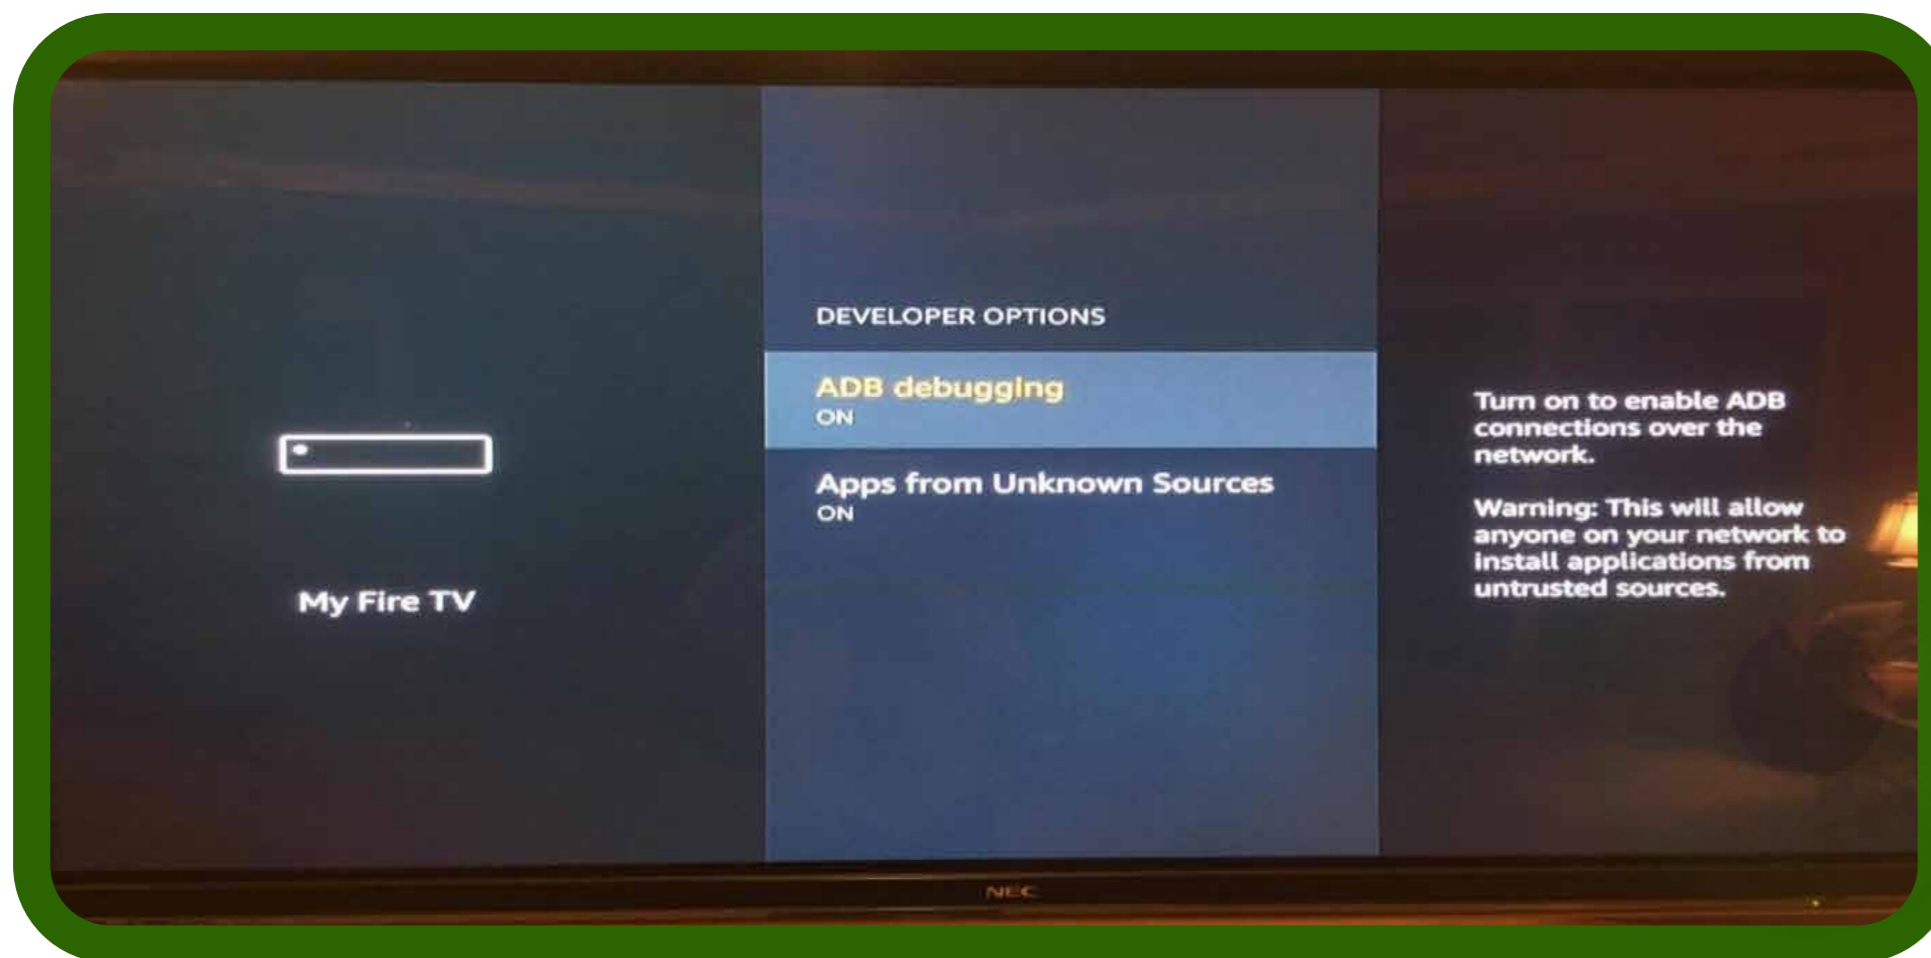 DEVELOPER OPTIONS
ADB debugging
ON
Apps from Unknown Sources
ON
My Fire TV
Turn on to enable ADB
connections over the
network.
Warning: This will allow
anyone on your network to
install applications from
untrusted sources.
NEC